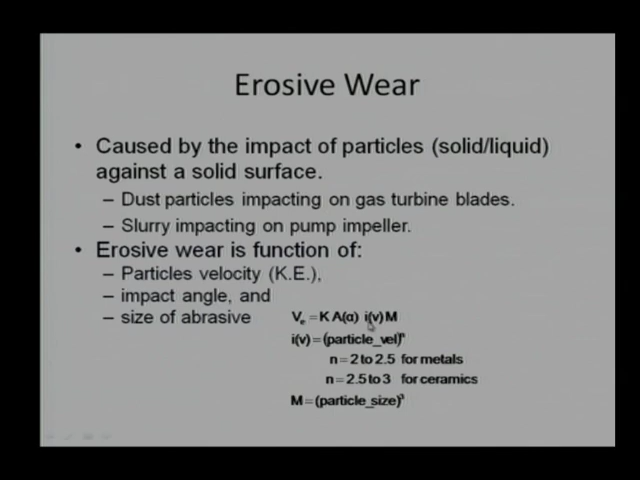 Erosive Wear
• Caused by the impact of particles (solid/liquid)
against a solid surface.
– Dust particles impacting on gas turbine blades.
– Slurry impacting on pump impeller.
• Erosive wear is function of:
– Particles velocity (K.E.),
– impact angle, and
– size of abrasive
Vₑ = K A(α) i(v) M
i(v) = (particle_vel)ⁿ
n = 2 to 2.5 for metals
n = 2.5 to 3 for ceramics
M = (particle_size)³